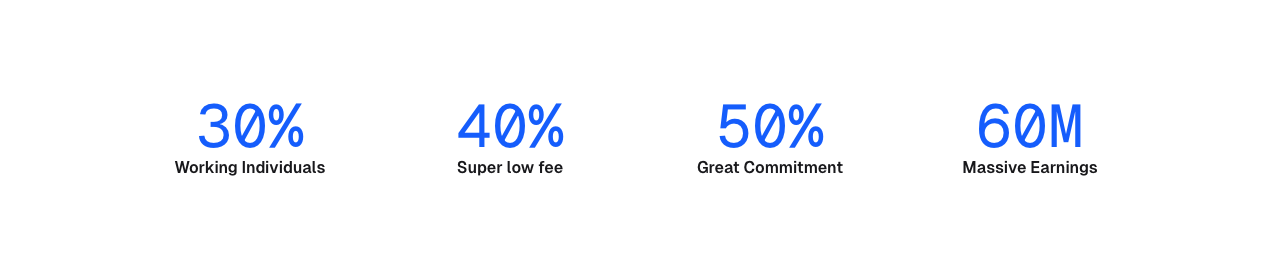 30% 40% 50% 60M
Working Individuals Super low fee Great Commitment Massive Earnings